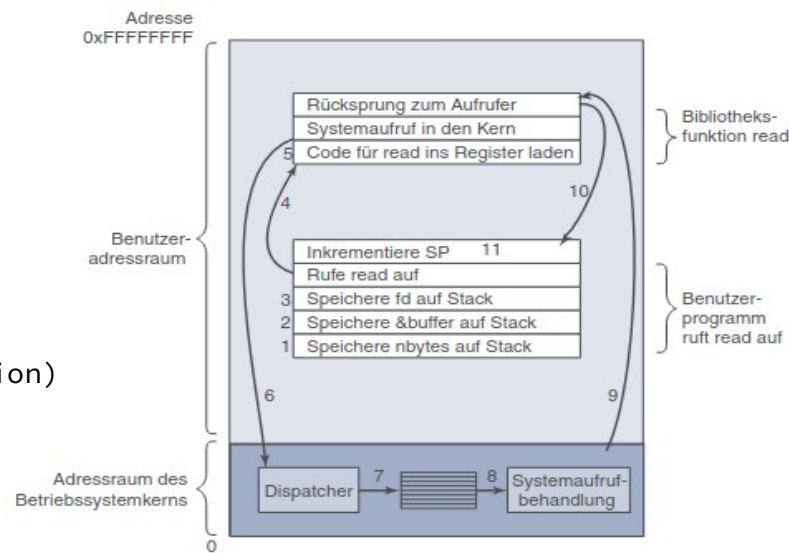 Adresse
0xFFFFFFFF
Rücksprung zum Aufrufer
Systemaufruf in den Kern
5 Code für read ins Register laden
Bibliotheks-
funktion read
4
10
Benutzer-
adressraum
Inkrementiere SP 11
Rufe read auf
3 Speichere fd auf Stack
2 Speichere &buffer auf Stack
1 Speichere nbytes auf Stack
Benutzer-
programm
ruft read auf
ion)
6
9
Adressraum des
Betriebssystemkerns
Dispatcher
7
8
Systemaufruf-
behandlung
0